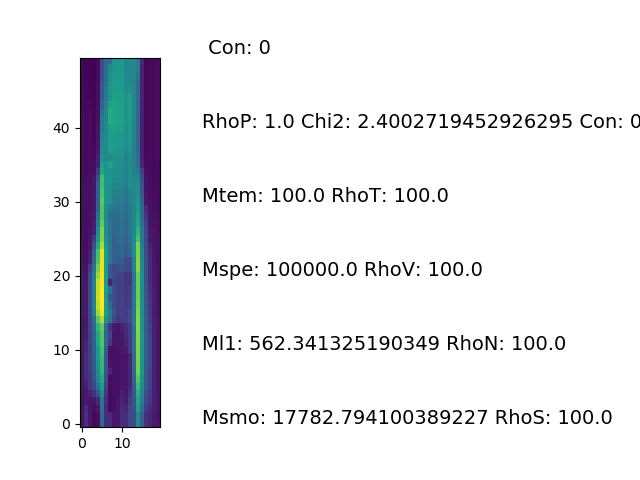 Con: 0
RhoP: 1.0 Chi2: 2.4002719452926295 Con: 0
Mtem: 100.0 RhoT: 100.0
Mspe: 100000.0 RhoV: 100.0
Ml1: 562.341325190349 RhoN: 100.0
Msmo: 17782.794100389227 RhoS: 100.0
40
30
20
10
0
0 10